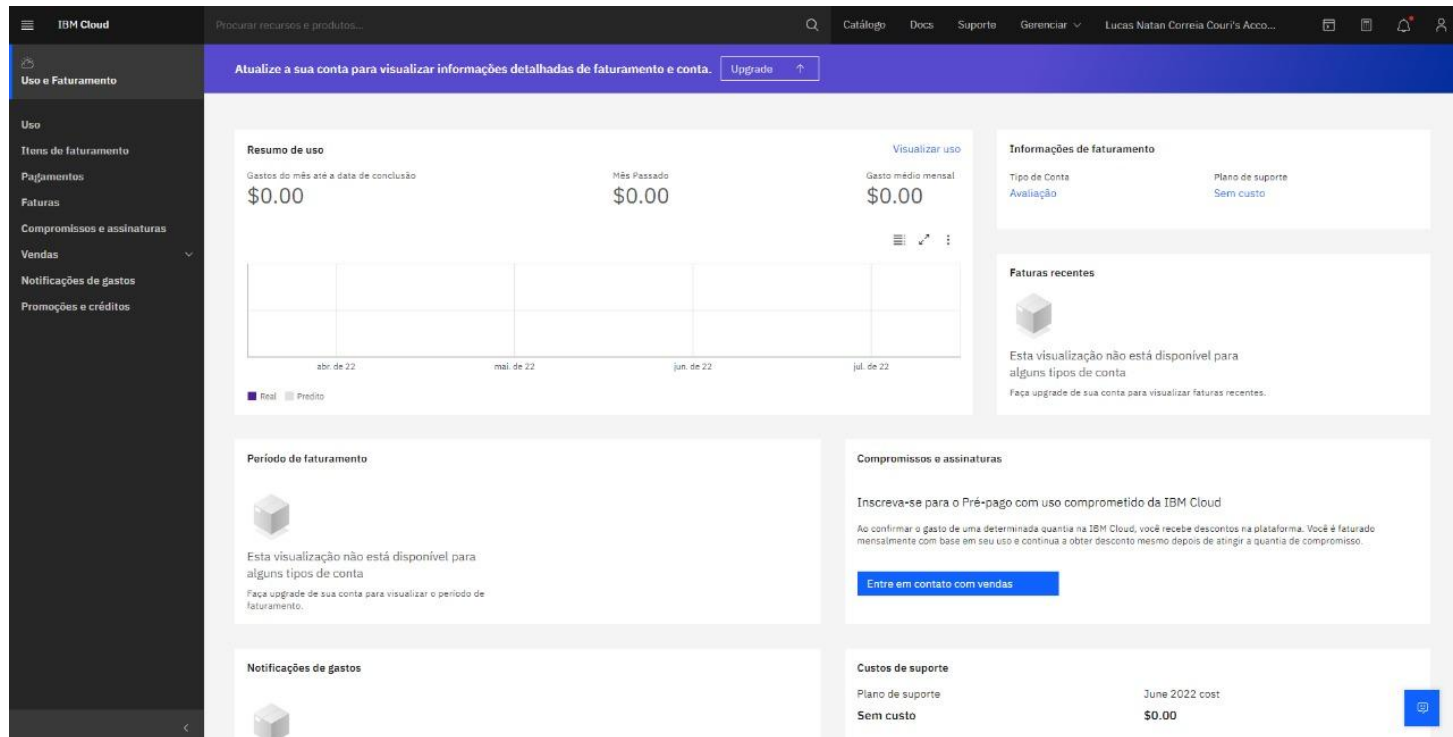 IBM Cloud
Procurar recursos e produtos...
Catálogo
Docs
Suporte
Gerenciar
Lucas Natan Correia Couri's Acco...
Uso e Faturamento
Uso
Itens de faturamento
Pagamentos
Faturas
Compromissos e assinaturas
Vendas
Notificações de gastos
Promoções e créditos
Atualize a sua conta para visualizar informações detalhadas de faturamento e conta.
Upgrade
Resumo de uso
Visualizar uso
Gastos do mês até a data de conclusão
$0.00
Mês Passado
$0.00
Gasto médio mensal
$0.00
abr. de 22
mai. de 22
jun. de 22
jul. de 22
Real
Predito
Informações de faturamento
Tipo de Conta
Avaliação
Plano de suporte
Sem custo
Faturas recentes
Esta visualização não está disponível para
alguns tipos de conta
Faça upgrade de sua conta para visualizar faturas recentes.
Período de faturamento
Esta visualização não está disponível para
alguns tipos de conta
Faça upgrade de sua conta para visualizar o período de
faturamento.
Compromissos e assinaturas
Inscreva-se para o Pré-pago com uso comprometido da IBM Cloud
Ao confirmar o gasto de uma determinada quantia na IBM Cloud, você recebe descontos na plataforma. Você é faturado
mensalmente com base em seu uso e continua a obter desconto mesmo depois de atingir a quantia de compromisso.
Entre em contato com vendas
Notificações de gastos
Custos de suporte
Plano de suporte
Sem custo
June 2022 cost
$0.00